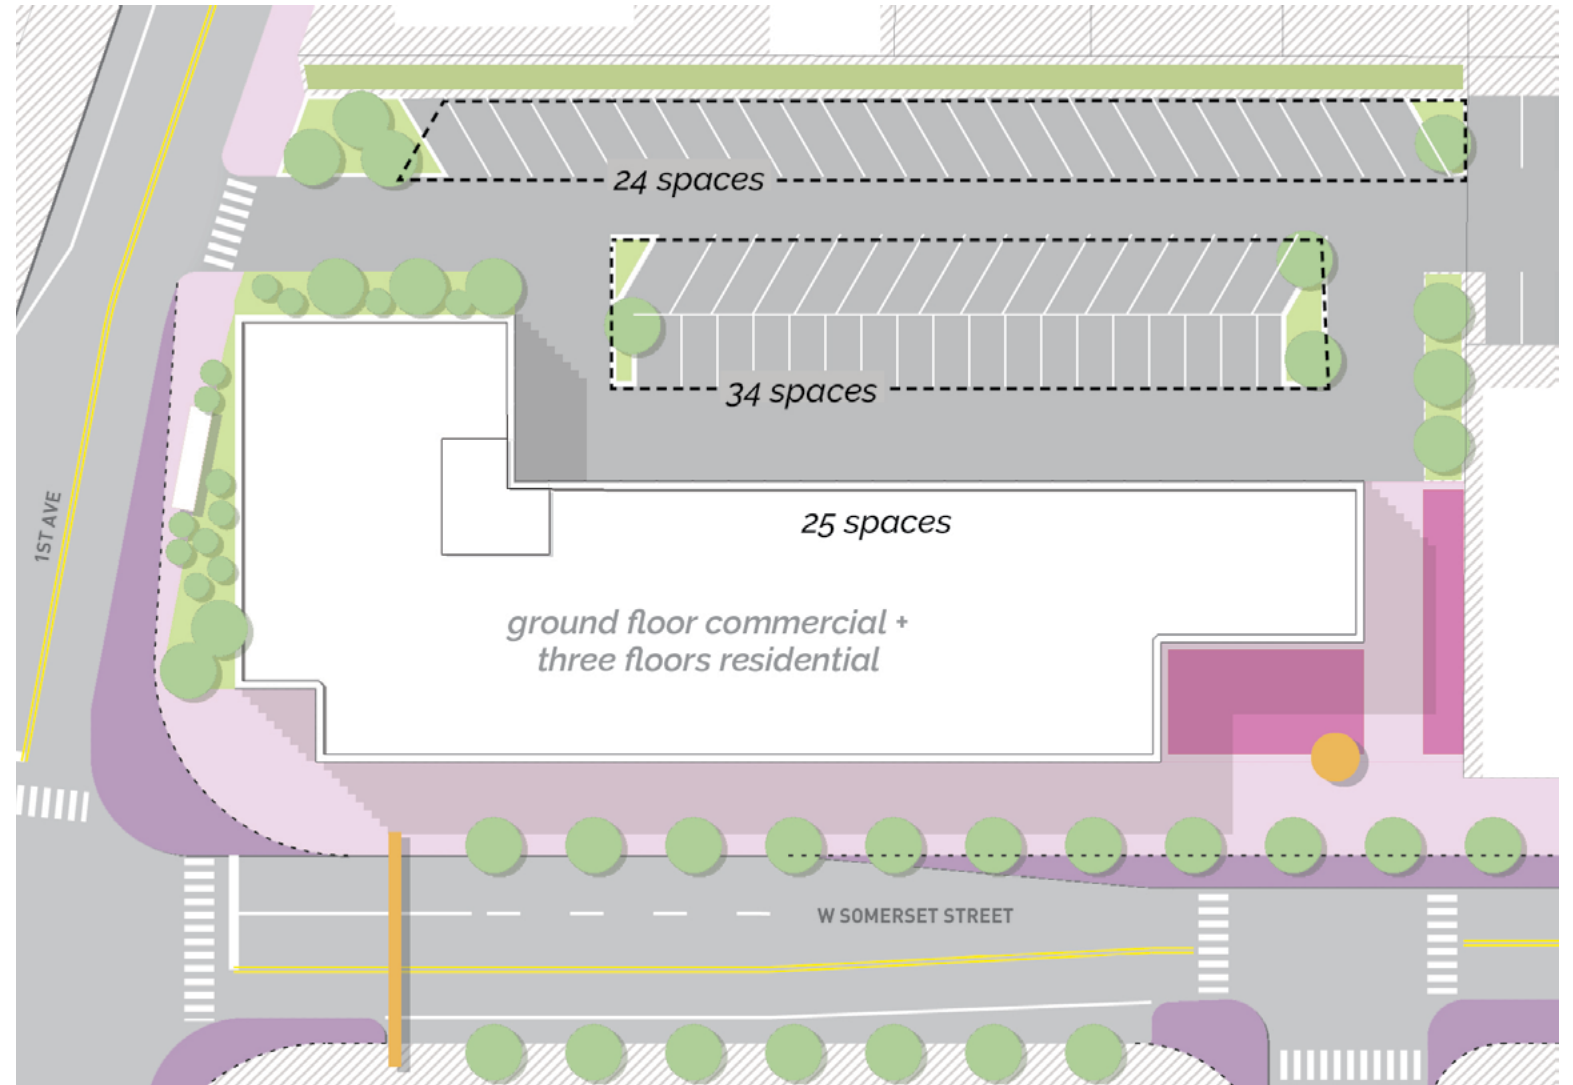 24 spaces
34 spaces
25 spaces
1ST AVE
ground floor commercial +
three floors residential
W SOMERSET STREET